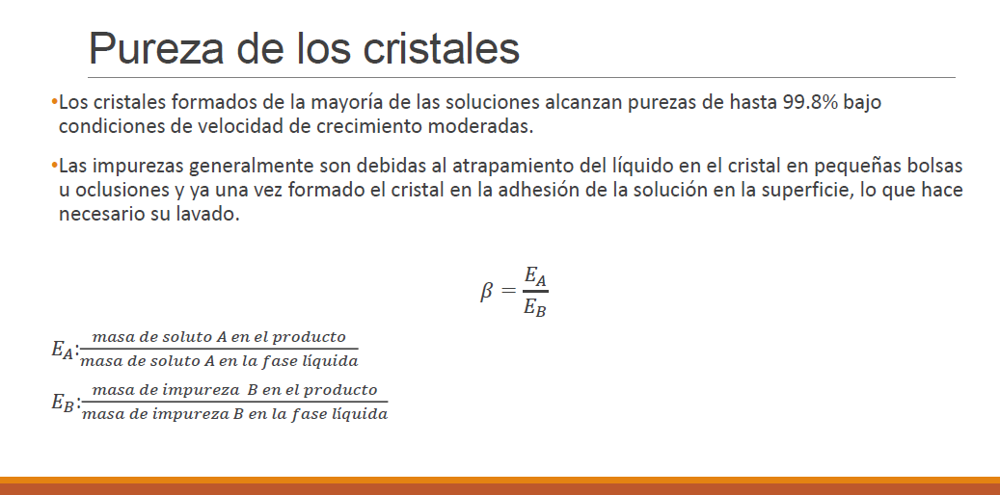 Pureza de los cristales
•Los cristales formados de la mayoría de las soluciones alcanzan purezas de hasta 99.8% bajo
condiciones de velocidad de crecimiento moderadas.
•Las impurezas generalmente son debidas al atrapamiento del líquido en el cristal en pequeñas bolsas
u oclusiones y ya una vez formado el cristal en la adhesión de la solución en la superficie, lo que hace
necesario su lavado.
β = E_A / E_B
E_A: masa de soluto A en el producto / masa de soluto A en la fase líquida
E_B: masa de impureza B en el producto / masa de impureza B en la fase líquida